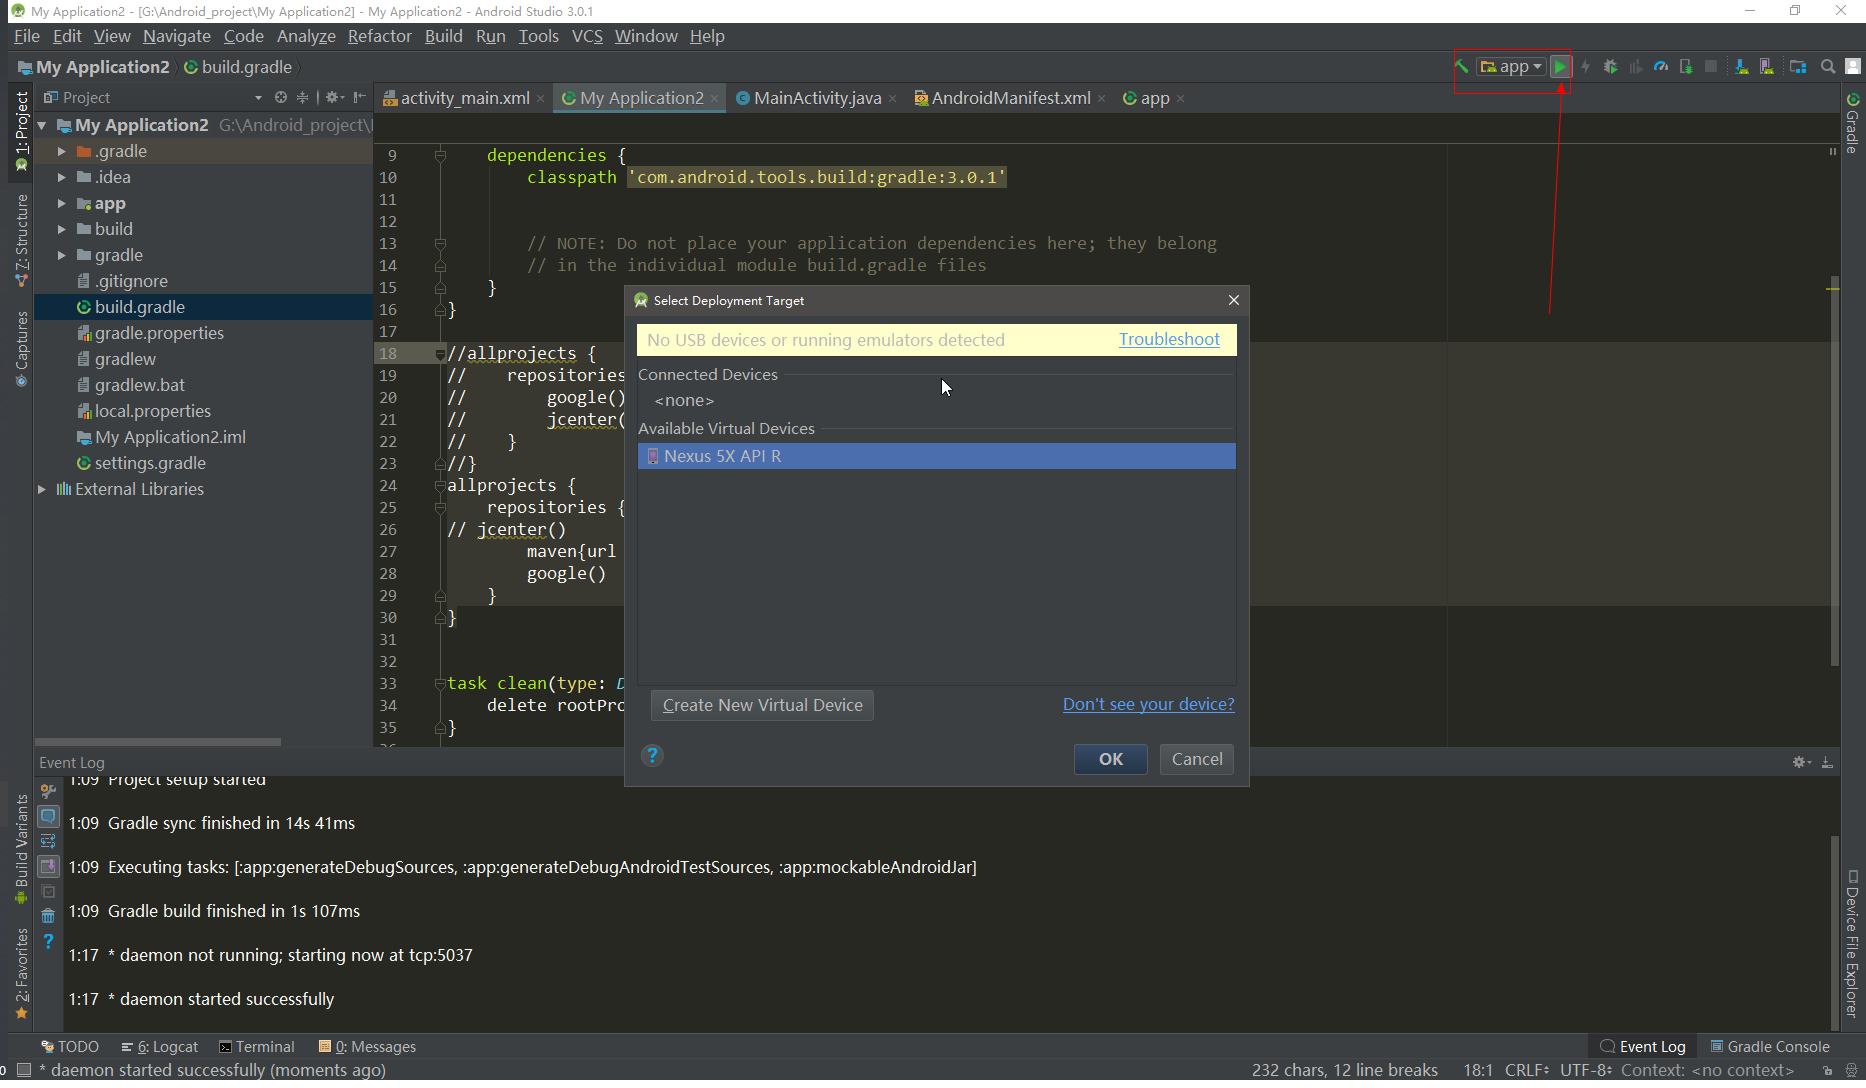 My Application2 - [G:\Android_project\My Application2] - My Application2 - Android Studio 3.0.1
File Edit View Navigate Code Analyze Refactor Build Run Tools VCS Window Help
My Application2 build.gradle
app
1: Project
Z: Structure
Captures
Build Variants
2: Favorites
Project
My Application2 G:\Android_project\
.gradle
.idea
app
build
gradle
.gitignore
build.gradle
gradle.properties
gradlew
gradlew.bat
local.properties
My Application2.iml
settings.gradle
External Libraries
activity_main.xml My Application2 MainActivity.java AndroidManifest.xml app
9 dependencies {
10 classpath 'com.android.tools.build:gradle:3.0.1'
11
12
13 // NOTE: Do not place your application dependencies here; they belong
14 // in the individual module build.gradle files
15 }
16 }
17
18 //allprojects {
19 // repositories
20 // google()
21 // jcenter(
22 // }
23 //}
24 allprojects {
25 repositories {
26 // jcenter()
27 maven{url
28 google()
29 }
30 }
31
32
33 task clean(type: D
34 delete rootPro
35 }
Select Deployment Target
No USB devices or running emulators detected Troubleshoot
Connected Devices
<none>
Available Virtual Devices
Nexus 5X API R
Create New Virtual Device Don't see your device?
? OK Cancel
Gradle
Device File Explorer
Event Log
1:09 Project setup started
1:09 Gradle sync finished in 14s 41ms
1:09 Executing tasks: [:app:generateDebugSources, :app:generateDebugAndroidTestSources, :app:mockableAndroidJar]
1:09 Gradle build finished in 1s 107ms
1:17 * daemon not running; starting now at tcp:5037
1:17 * daemon started successfully
TODO 6: Logcat Terminal 0: Messages Event Log Gradle Console
* daemon started successfully (moments ago) 232 chars, 12 line breaks 18:1 CRLF UTF-8 Context: <no context>